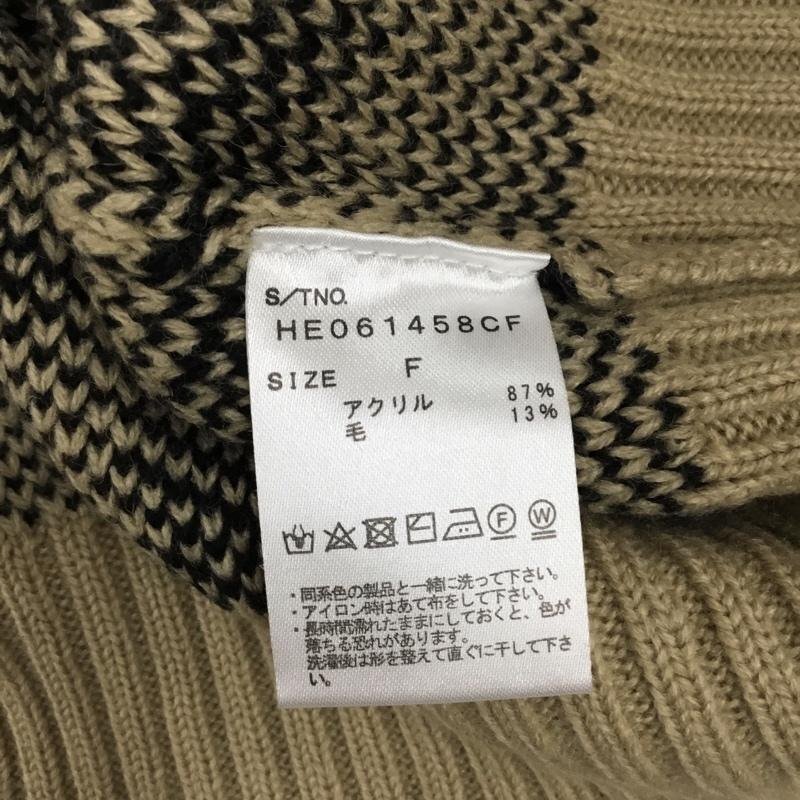 S/TNO.
HE061458CF
SIZE F
アクリル 87%
毛 13%
F W
・同系色の製品と一緒に洗って下さい。
・アイロン時はあて布をして下さい。
・長時間濡れたままにしておくと、色が
落ちる恐れがあります。
洗濯後は形を整えて直ぐに干して下さ
い。